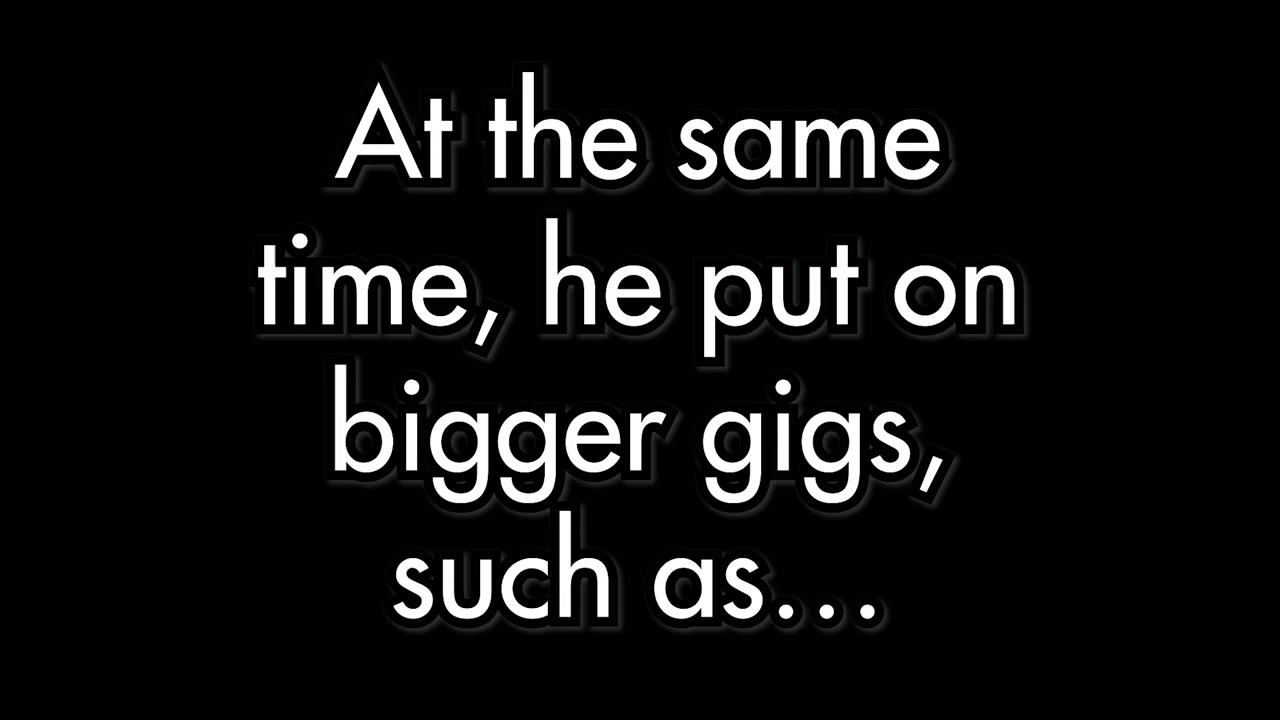 At the same
time, he put on
bigger gigs,
such as...